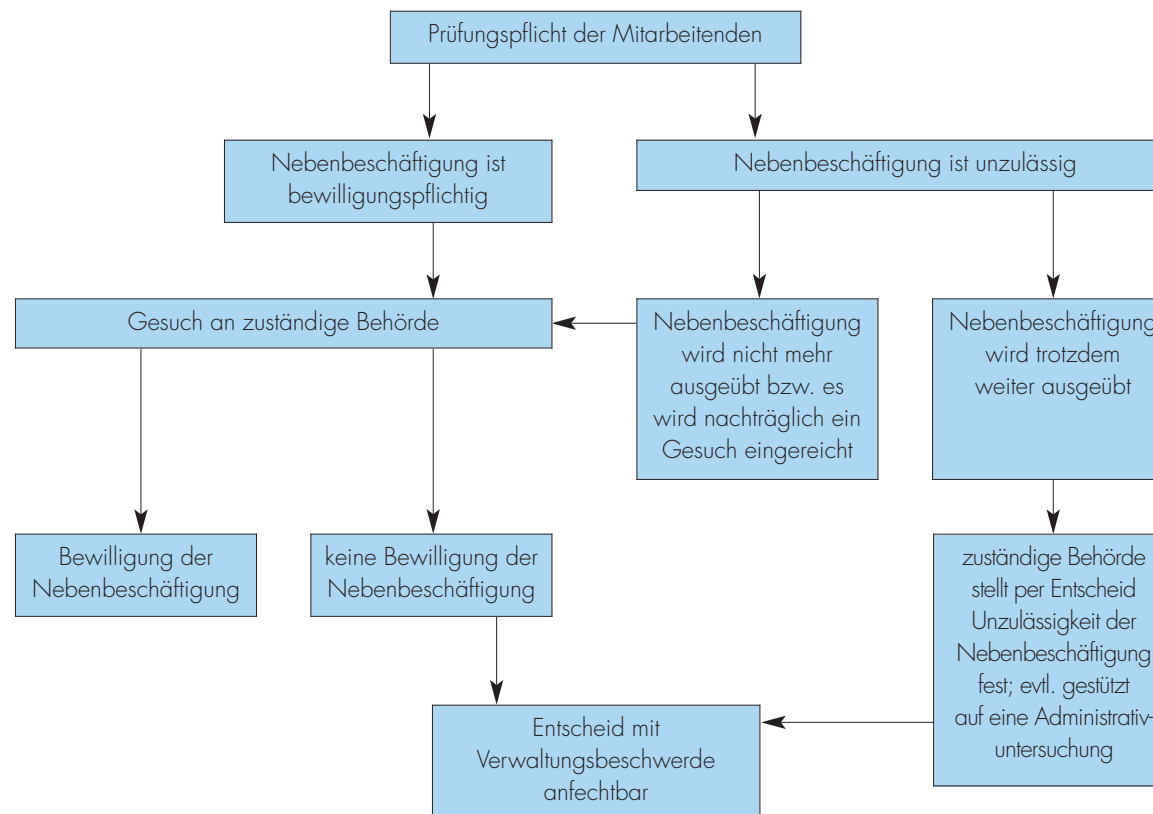 Prüfungspflicht der Mitarbeitenden
Nebenbeschäftigung ist
bewilligungspflichtig
Nebenbeschäftigung ist unzulässig
Gesuch an zuständige Behörde
Nebenbeschäftigung
wird nicht mehr
ausgeübt bzw. es
wird nachträglich ein
Gesuch eingereicht
Nebenbeschäftigung
wird trotzdem
weiter ausgeübt
Bewilligung der
Nebenbeschäftigung
keine Bewilligung der
Nebenbeschäftigung
zuständige Behörde
stellt per Entscheid
Unzulässigkeit der
Nebenbeschäftigung
fest; evtl. gestützt
auf eine Administrativ-
untersuchung
Entscheid mit
Verwaltungsbeschwerde
anfechtbar